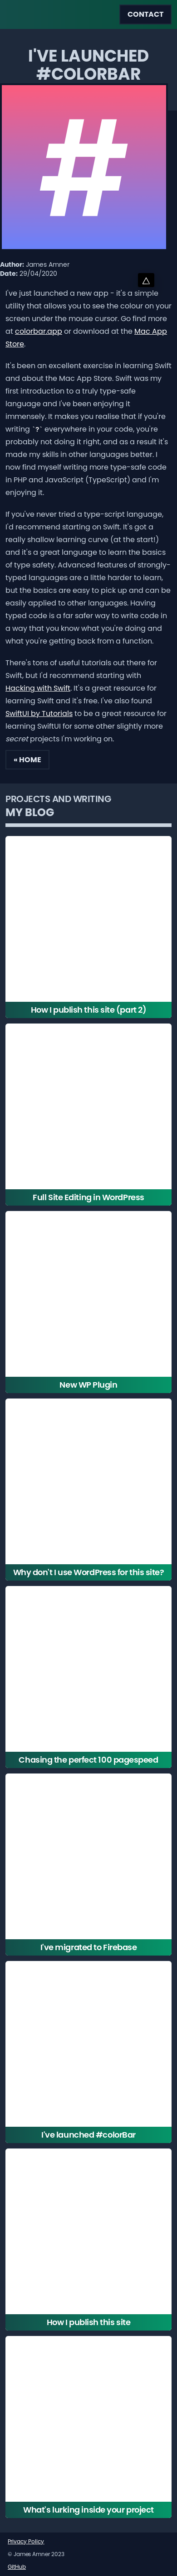 CONTACT
I'VE LAUNCHED
#COLORBAR
#
Author: James Amner
Date: 29/04/2020
I've just launched a new app - it's a simple
utility that allows you to see the colour on your
screen under the mouse cursor. Go find more
at colorbar.app or download at the Mac App
Store.
It's been an excellent exercise in learning Swift
and about the Mac App Store. Swift was my
first introduction to a truly type-safe
language and I've been enjoying it
immensely. It makes you realise that if you're
writing `?` everywhere in your code, you're
probably not doing it right, and as a result it's
made my skills in other languages better. I
now find myself writing more type-safe code
in PHP and JavaScript (TypeScript) and I'm
enjoying it.
If you've never tried a type-script language,
I'd recommend starting on Swift. It's got a
really shallow learning curve (at the start!)
and it's a great language to learn the basics
of type safety. Advanced features of strongly-
typed languages are a little harder to learn,
but the basics are easy to pick up and can be
easily applied to other languages. Having
typed code is a far safer way to write code in
a way that you know what you're doing and
what you're getting back from a function.
There's tons of useful tutorials out there for
Swift, but I'd recommend starting with
Hacking with Swift. It's a great resource for
learning Swift and it's free. I've also found
SwiftUI by Tutorials to be a great resource for
learning SwiftUI for some other slightly more
secret projects I'm working on.
« HOME
PROJECTS AND WRITING
MY BLOG
How I publish this site (part 2)
Full Site Editing in WordPress
New WP Plugin
Why don't I use WordPress for this site?
Chasing the perfect 100 pagespeed
I've migrated to Firebase
I've launched #colorBar
How I publish this site
What's lurking inside your project
Privacy Policy
© James Amner 2023
GitHub